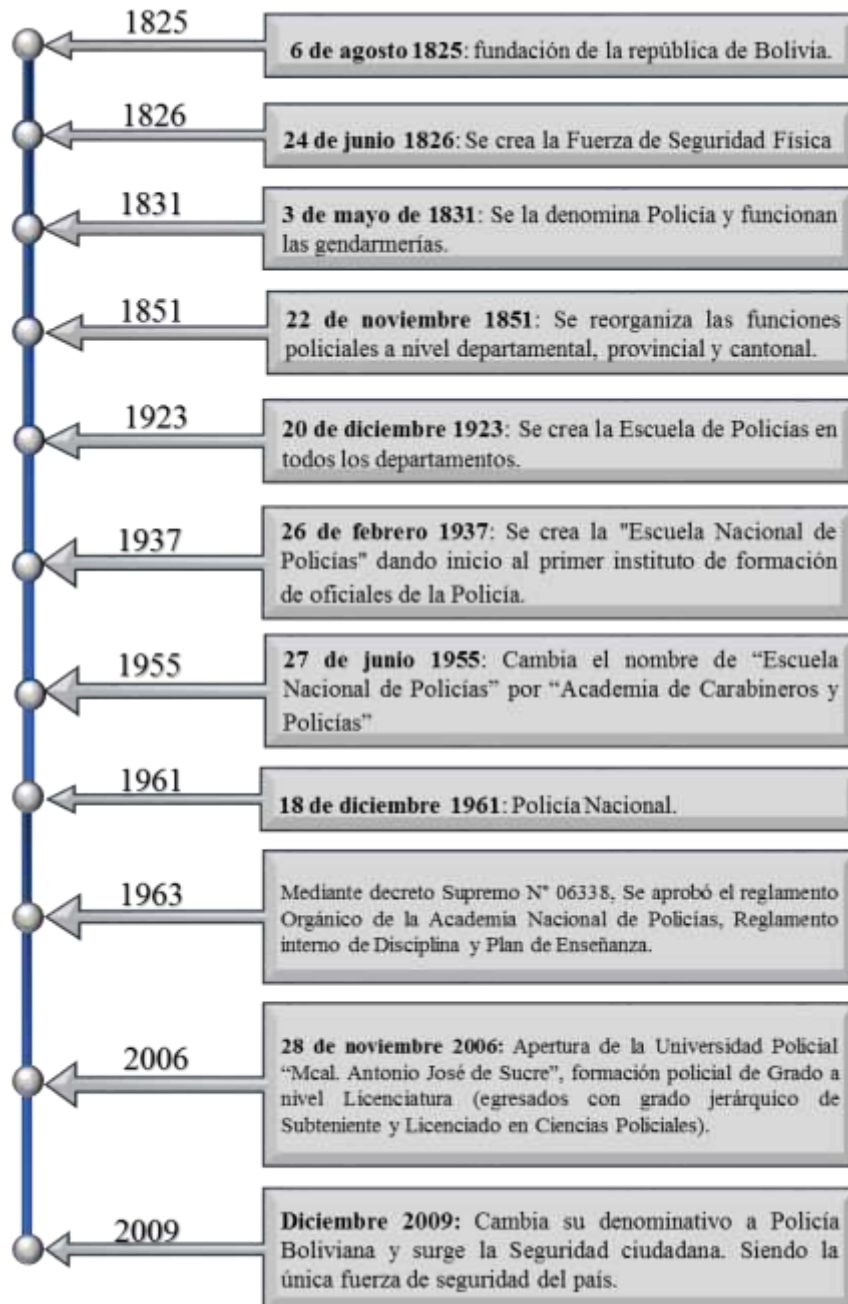 1825
6 de agosto 1825: fundación de la república de Bolivia.
1826
24 de junio 1826: Se crea la Fuerza de Seguridad Física
1831
3 de mayo de 1831: Se la denomina Policía y funcionan
las gendarmerías.
1851
22 de noviembre 1851: Se reorganiza las funciones
policiales a nivel departamental, provincial y cantonal.
1923
20 de diciembre 1923: Se crea la Escuela de Policías en
todos los departamentos.
1937
26 de febrero 1937: Se crea la "Escuela Nacional de
Policías" dando inicio al primer instituto de formación
de oficiales de la Policía.
1955
27 de junio 1955: Cambia el nombre de “Escuela
Nacional de Policías” por “Academia de Carabineros y
Policías”
1961
18 de diciembre 1961: Policía Nacional.
1963
Mediante decreto Supremo N° 06338, Se aprobó el reglamento
Orgánico de la Academia Nacional de Policías, Reglamento
interno de Disciplina y Plan de Enseñanza.
2006
28 de noviembre 2006: Apertura de la Universidad Policial
“Mcal. Antonio José de Sucre”, formación policial de Grado a
nivel Licenciatura (egresados con grado jerárquico de
Subteniente y Licenciado en Ciencias Policiales).
2009
Diciembre 2009: Cambia su denominativo a Policía
Boliviana y surge la Seguridad ciudadana. Siendo la
única fuerza de seguridad del país.